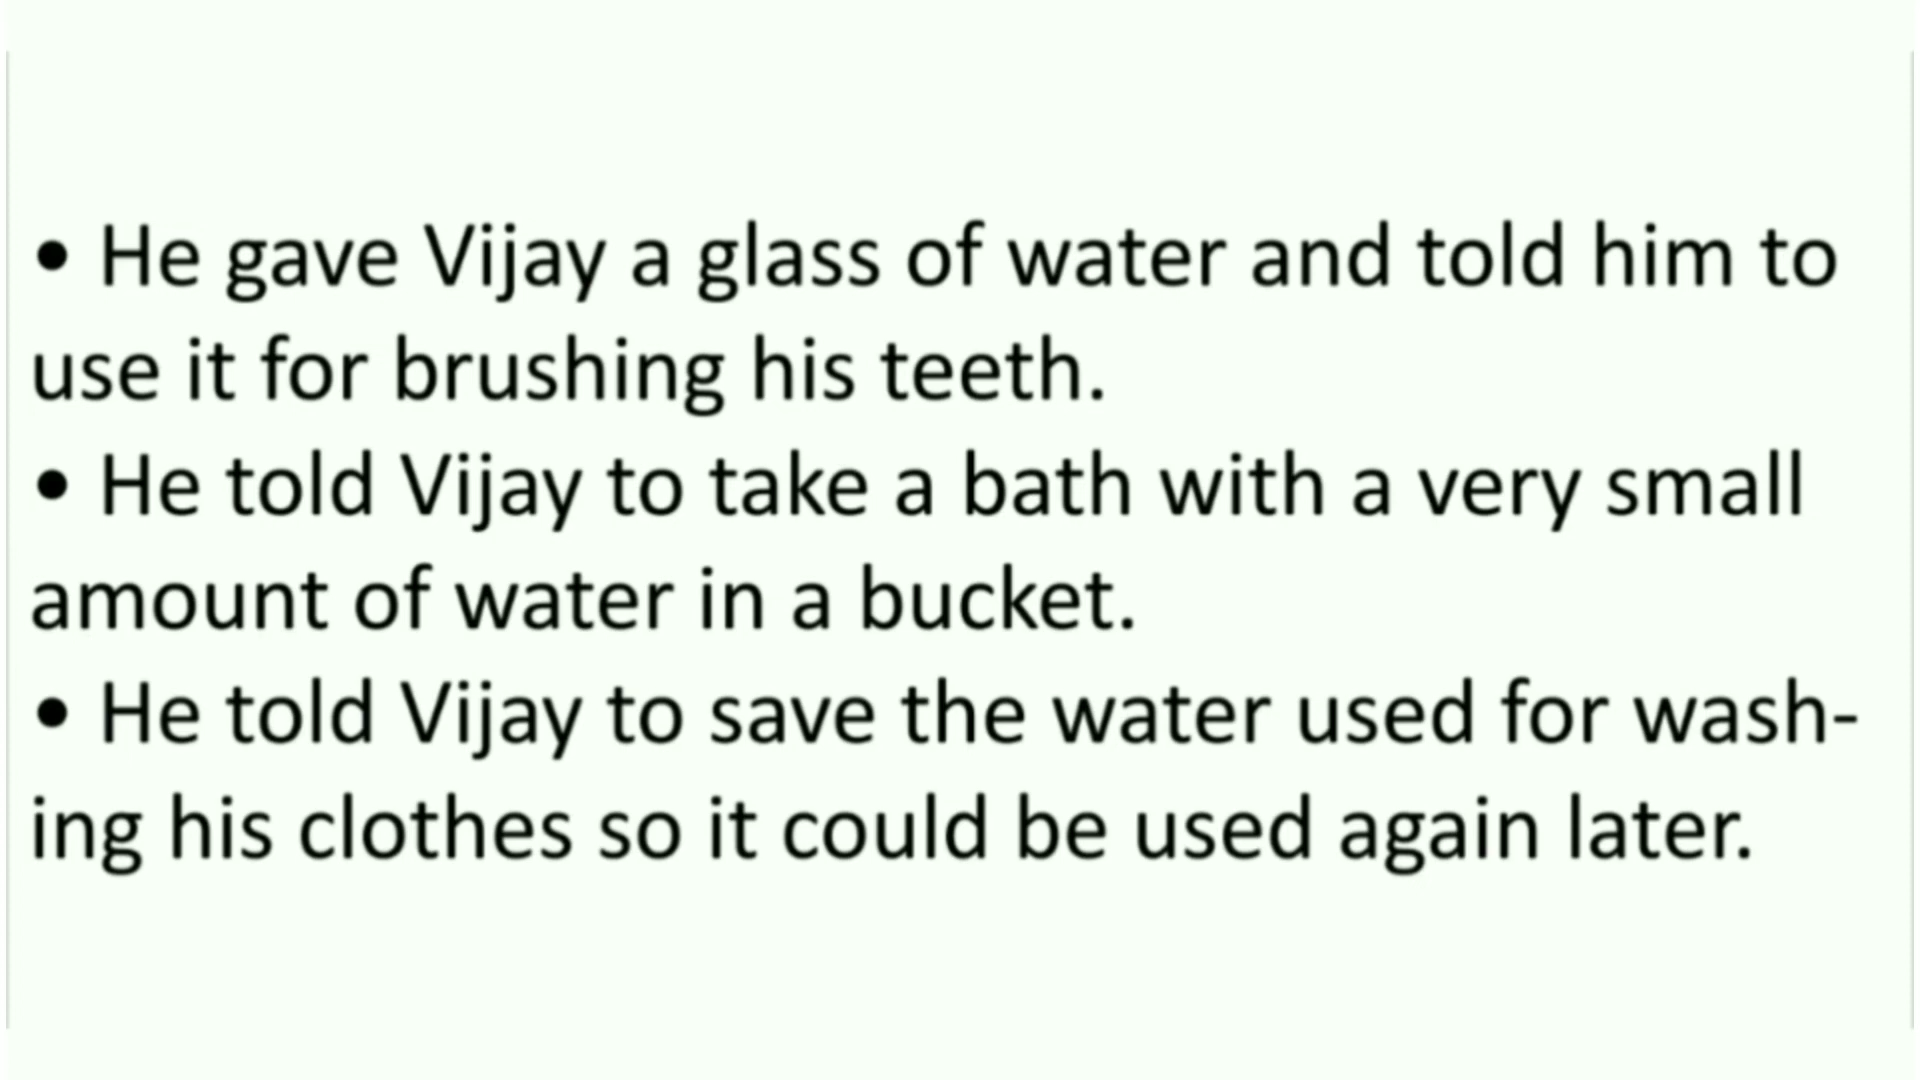 • He gave Vijay a glass of water and told him to
use it for brushing his teeth.
• He told Vijay to take a bath with a very small
amount of water in a bucket.
• He told Vijay to save the water used for wash-
ing his clothes so it could be used again later.